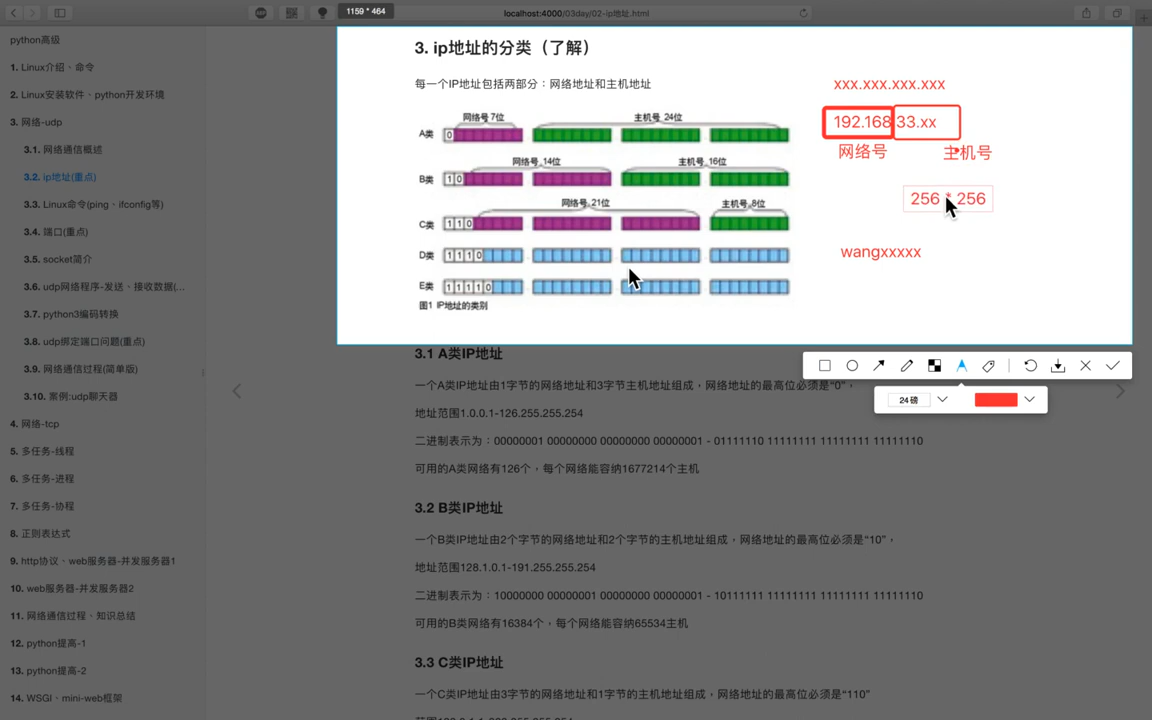 1159 * 464
localhost:4000/03day/02-ip地址.html
python高级
1. Linux介绍、命令
2. Linux安装软件、python开发环境
3. 网络-udp
3.1. 网络通信概述
3.2. ip地址(重点)
3.3. Linux命令(ping、ifconfig等)
3.4. 端口(重点)
3.5. socket简介
3.6. udp网络程序-发送、接收数据(...
3.7. python3编码转换
3.8. udp绑定端口问题(重点)
3.9. 网络通信过程(简单版)
3.10. 案例:udp聊天器
4. 网络-tcp
5. 多任务-线程
6. 多任务-进程
7. 多任务-协程
8. 正则表达式
9. http协议、web服务器-并发服务器1
10. web服务器-并发服务器2
11. 网络通信过程、知识总结
12. python提高-1
13. python提高-2
14. WSGI、mini-web框架
3. ip地址的分类（了解）
每一个IP地址包括两部分：网络地址和主机地址
网络号 7位 主机号 24位
A类 0
网络号 14位 主机号 16位
B类 1 0
网络号 21位 主机号 8位
C类 1 1 0
D类 1 1 1 0
E类 1 1 1 1 0
图1 IP地址的类别
xxx.xxx.xxx.xxx
192.168 33.xx
网络号 主机号
256 * 256
wangxxxxx
24 磅
3.1 A类IP地址
一个A类IP地址由1字节的网络地址和3字节主机地址组成，网络地址的最高位必须是“0”，
地址范围1.0.0.1-126.255.255.254
二进制表示为：00000001 00000000 00000000 00000001 - 01111110 11111111 11111111 11111110
可用的A类网络有126个，每个网络能容纳1677214个主机
3.2 B类IP地址
一个B类IP地址由2个字节的网络地址和2个字节的主机地址组成，网络地址的最高位必须是“10”，
地址范围128.1.0.1-191.255.255.254
二进制表示为：10000000 00000001 00000000 00000001 - 10111111 11111111 11111111 11111110
可用的B类网络有16384个，每个网络能容纳65534主机
3.3 C类IP地址
一个C类IP地址由3字节的网络地址和1字节的主机地址组成，网络地址的最高位必须是“110”